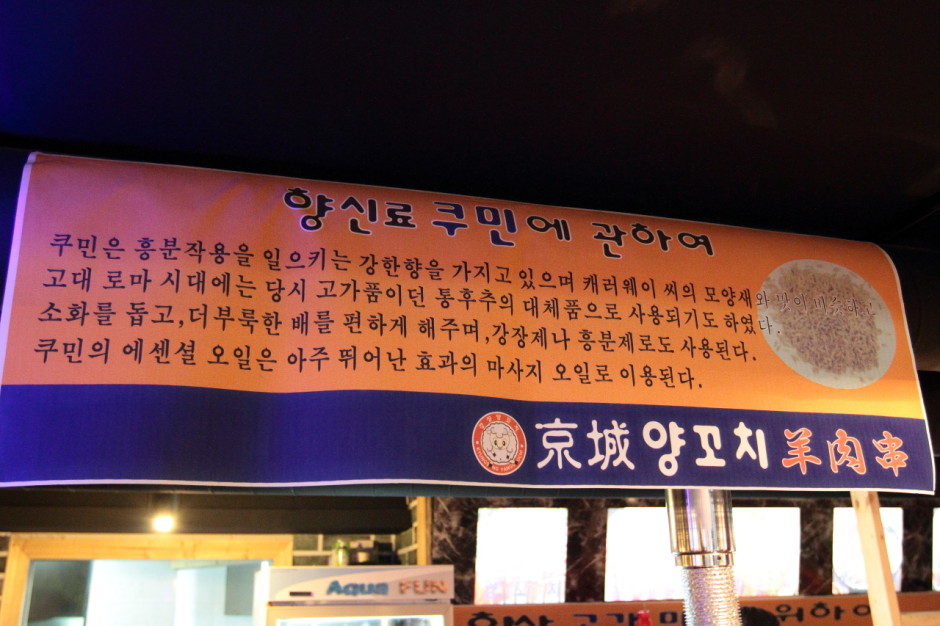 향신료 쿠민에 관하여
쿠민은 흥분작용을 일으키는 강한향을 가지고 있으며 캐러웨이 씨의 모양새와 맛이 비슷하고
고대 로마 시대에는 당시 고가품이던 통후추의 대체품으로 사용되기도 하였다.
소화를 돕고,더부룩한 배를 편하게 해주며,강장제나 흥분제로도 사용된다.
쿠민의 에센셜 오일은 아주 뛰어난 효과의 마사지 오일로 이용된다.
京城 양꼬치 羊肉串
Aqua FUN